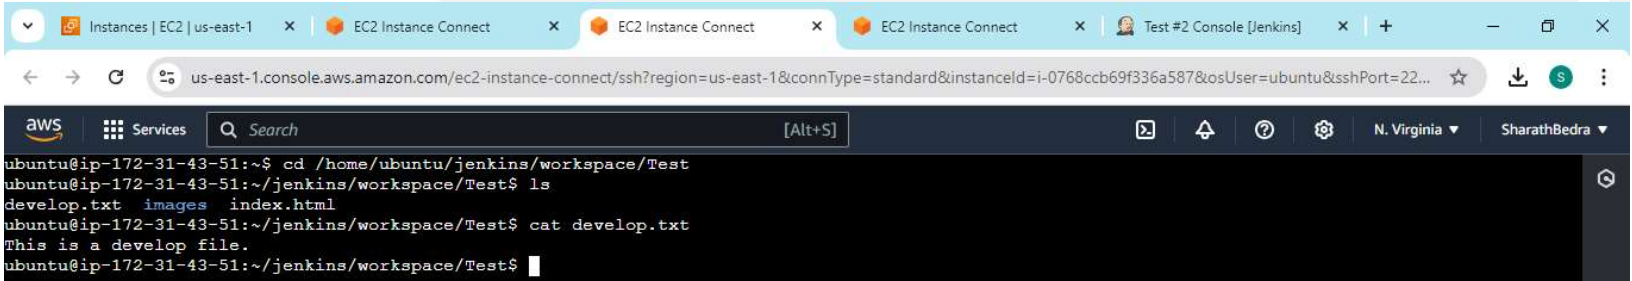 Instances | EC2 | us-east-1 EC2 Instance Connect EC2 Instance Connect EC2 Instance Connect Test #2 Console [Jenkins]
us-east-1.console.aws.amazon.com/ec2-instance-connect/ssh?region=us-east-1&connType=standard&instanceId=i-0768ccb69f336a587&osUser=ubuntu&sshPort=22... S
aws Services Search [Alt+S] N. Virginia SharathBedra
ubuntu@ip-172-31-43-51:~$ cd /home/ubuntu/jenkins/workspace/Test
ubuntu@ip-172-31-43-51:~/jenkins/workspace/Test$ ls
develop.txt images index.html
ubuntu@ip-172-31-43-51:~/jenkins/workspace/Test$ cat develop.txt
This is a develop file.
ubuntu@ip-172-31-43-51:~/jenkins/workspace/Test$